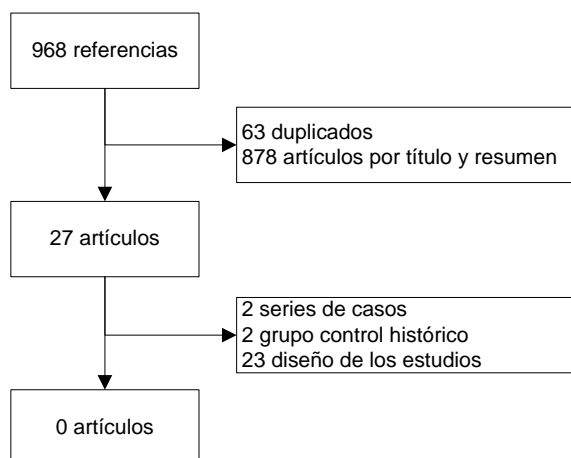 968 referencias
63 duplicados
878 artículos por título y resumen
27 artículos
2 series de casos
2 grupo control histórico
23 diseño de los estudios
0 artículos